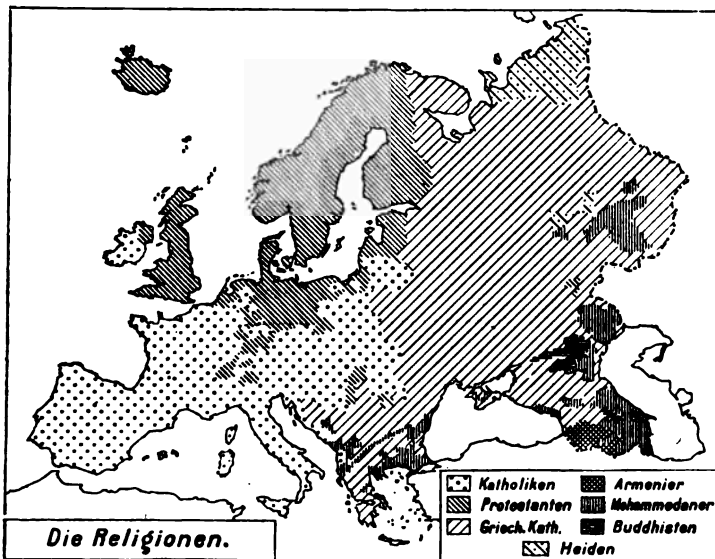 Die Religionen.
Katholiken
Armenier
Protestanten
Mohammedaner
Griech. Kath.
Buddhisten
Heiden